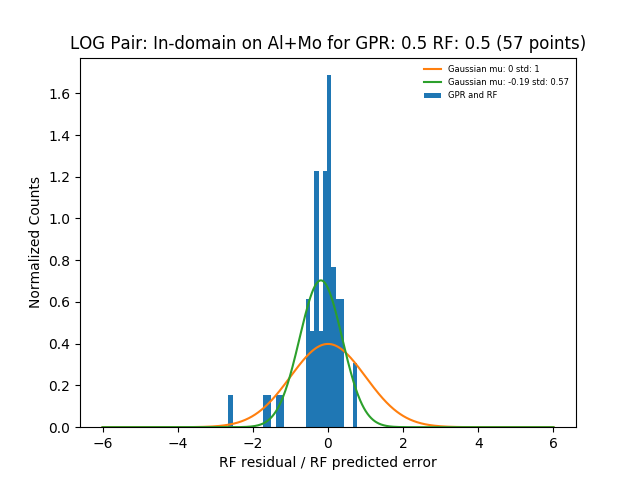 LOG Pair: In-domain on Al+Mo for GPR: 0.5 RF: 0.5 (57 points)
Gaussian mu: 0 std: 1
Gaussian mu: -0.19 std: 0.57
GPR and RF
Normalized Counts
1.6
1.4
1.2
1.0
0.8
0.6
0.4
0.2
0.0
−6 −4 −2 0 2 4 6
RF residual / RF predicted error